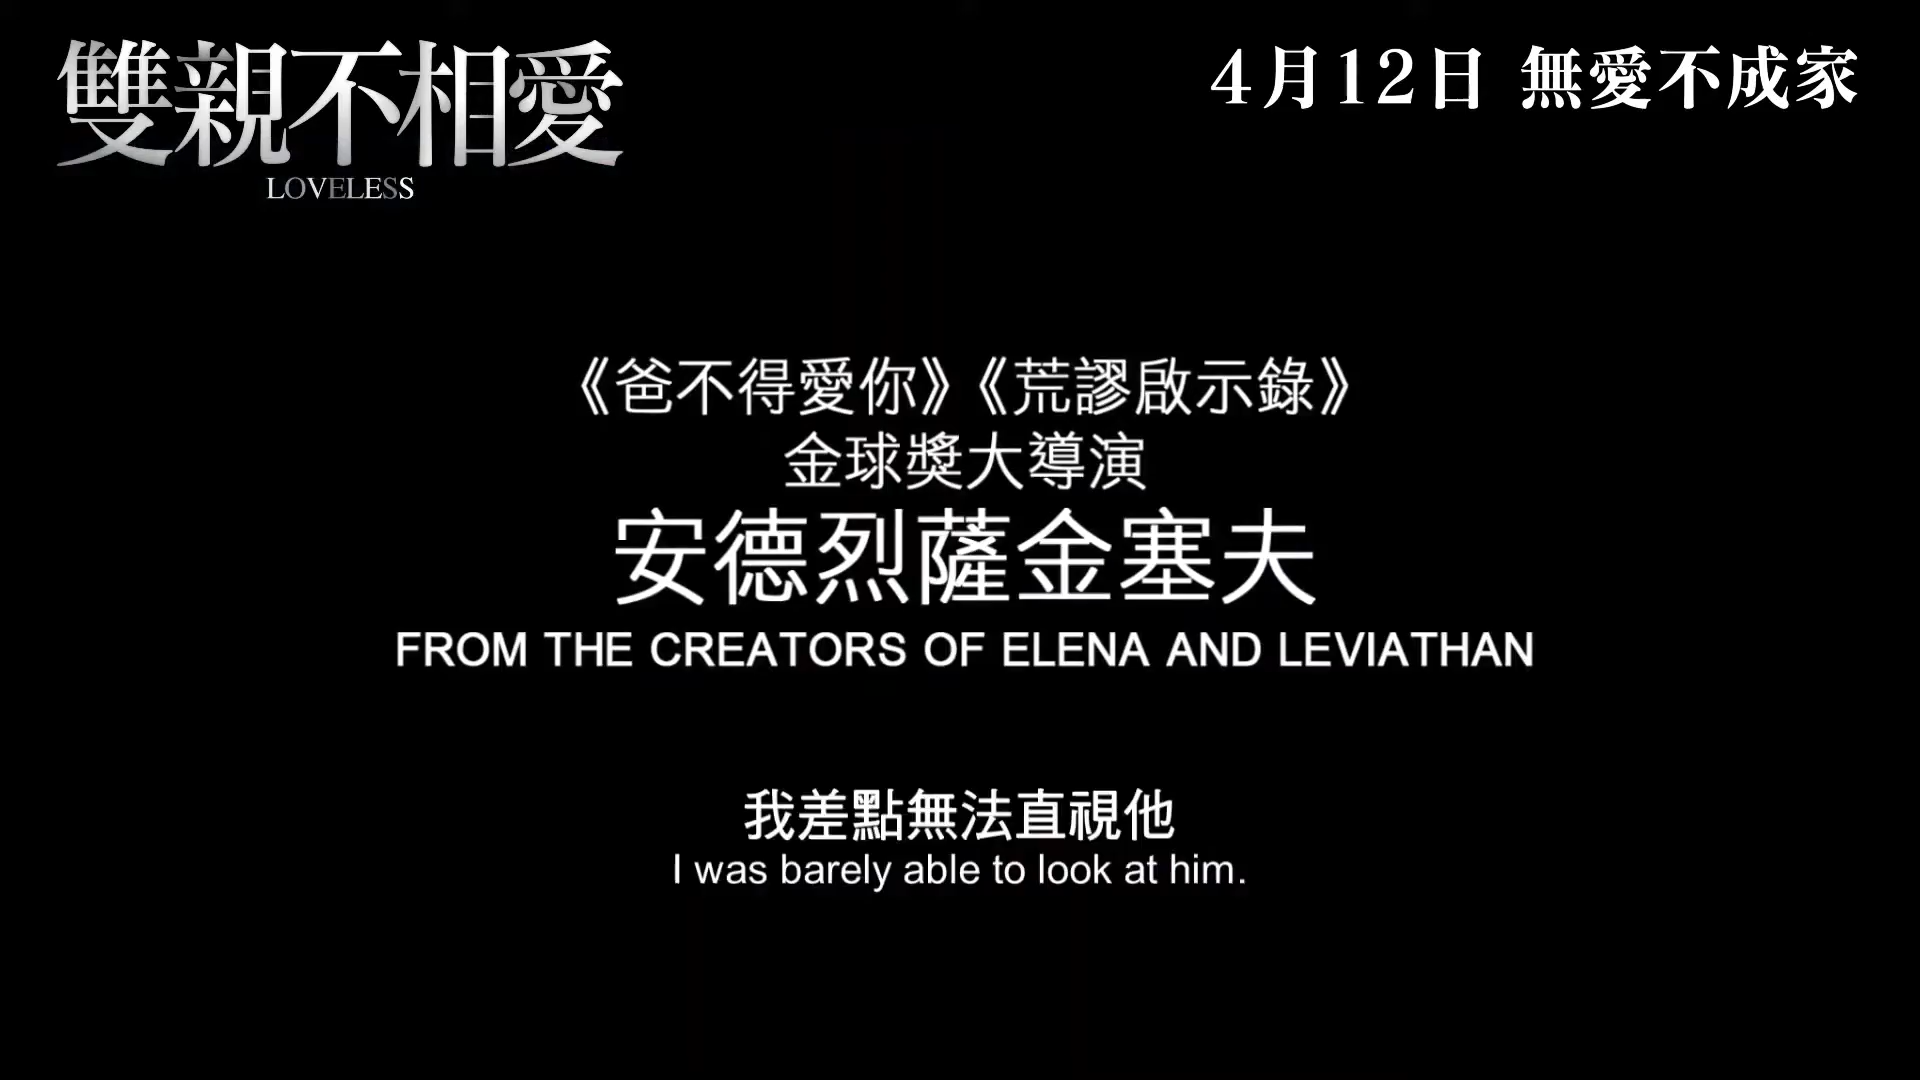 雙親不相愛
LOVELESS
4月12日 無愛不成家
《爸不得愛你》《荒謬啟示錄》
金球獎大導演
安德烈薩金塞夫
FROM THE CREATORS OF ELENA AND LEVIATHAN
我差點無法直視他
I was barely able to look at him.